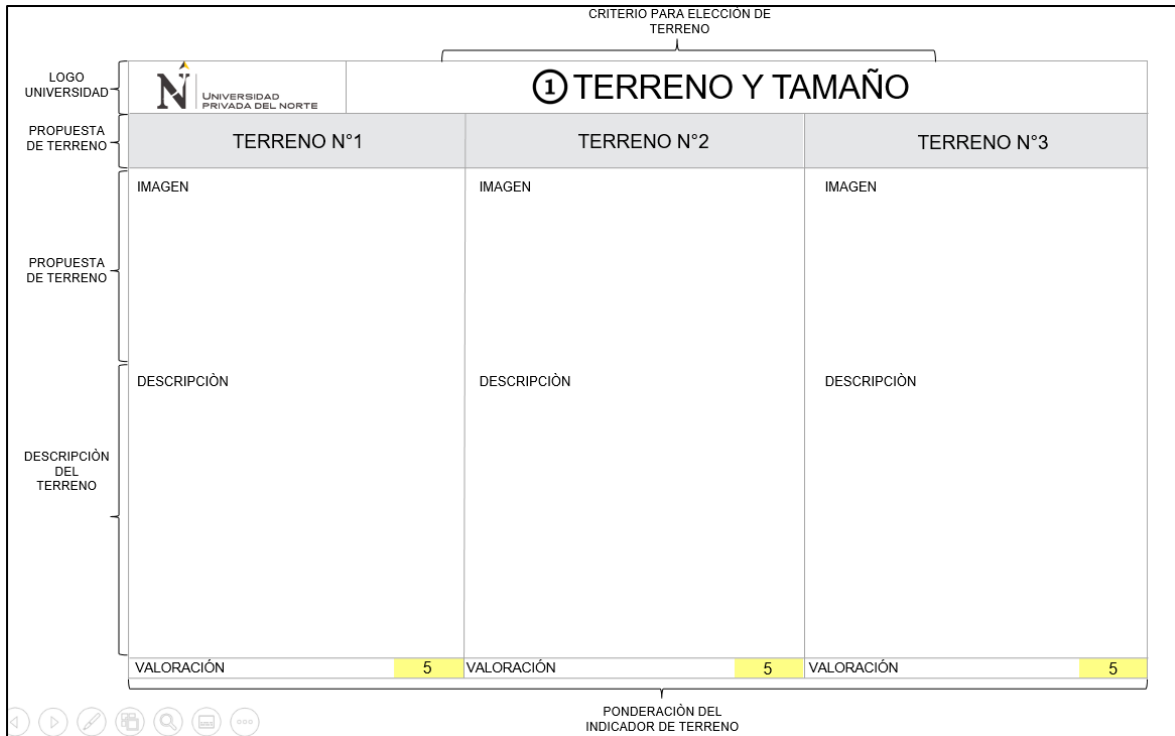 CRITERIO PARA ELECCIÓN DE
TERRENO
LOGO
UNIVERSIDAD
N
UNIVERSIDAD
PRIVADA DEL NORTE
① TERRENO Y TAMAÑO
PROPUESTA
DE TERRENO
TERRENO N°1
TERRENO N°2
TERRENO N°3
IMAGEN
IMAGEN
IMAGEN
PROPUESTA
DE TERRENO
DESCRIPCIÒN
DESCRIPCIÒN
DESCRIPCIÒN
DESCRIPCIÒN
DEL
TERRENO
VALORACIÓN 5
VALORACIÓN 5
VALORACIÓN 5
PONDERACIÒN DEL
INDICADOR DE TERRENO